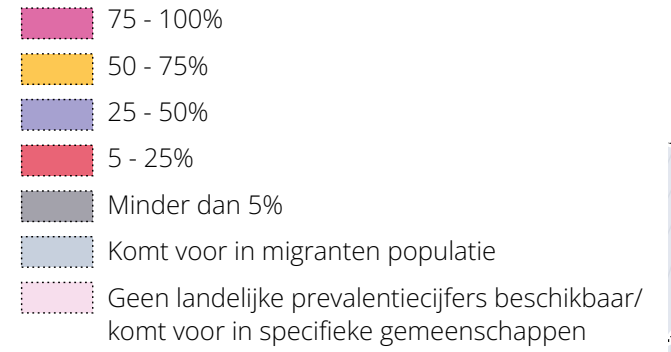 75 - 100%
50 - 75%
25 - 50%
5 - 25%
Minder dan 5%
Komt voor in migranten populatie
Geen landelijke prevalentiecijfers beschikbaar/
komt voor in specifieke gemeenschappen